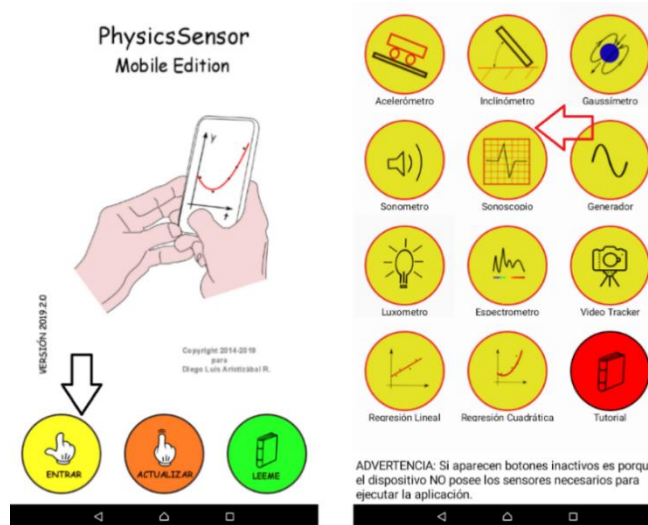 PhysicsSensor
Mobile Edition
y
t
VERSIÓN 2019.2.0
Copyright 2014-2019
para
Diego Luis Aristizábal R.
ENTRAR
ACTUALIZAR
LEEME
Acelerómetro
Inclinómetro
Gaussímetro
Sonometro
Sonoscopio
Generador
Luxometro
Espectrometro
Video Tracker
Regresión Lineal
Regresión Cuadrática
Tutorial
ADVERTENCIA: Si aparecen botones inactivos es porqu
el dispositivo NO posee los sensores necesarios para
ejecutar la aplicación.